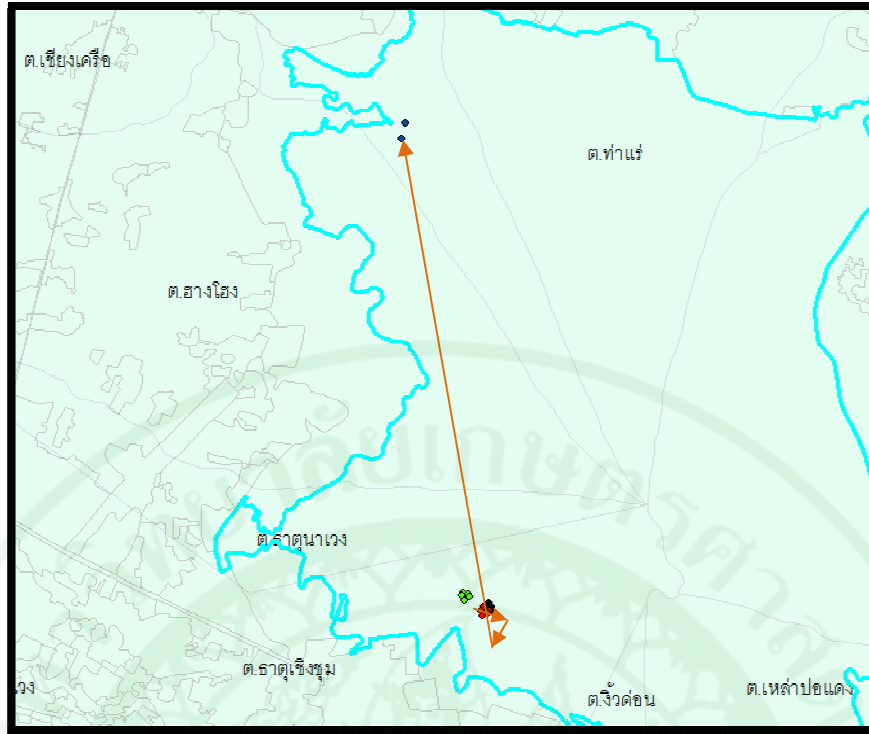 ต.เชียงเครือ
ต.ท่าแร่
ต.ฮางโฮง
ต.ธาตุนาเวง
ต.ธาตุเชิงชุม
ต.งิ้วด่อน
ต.เหล่าปอแดง